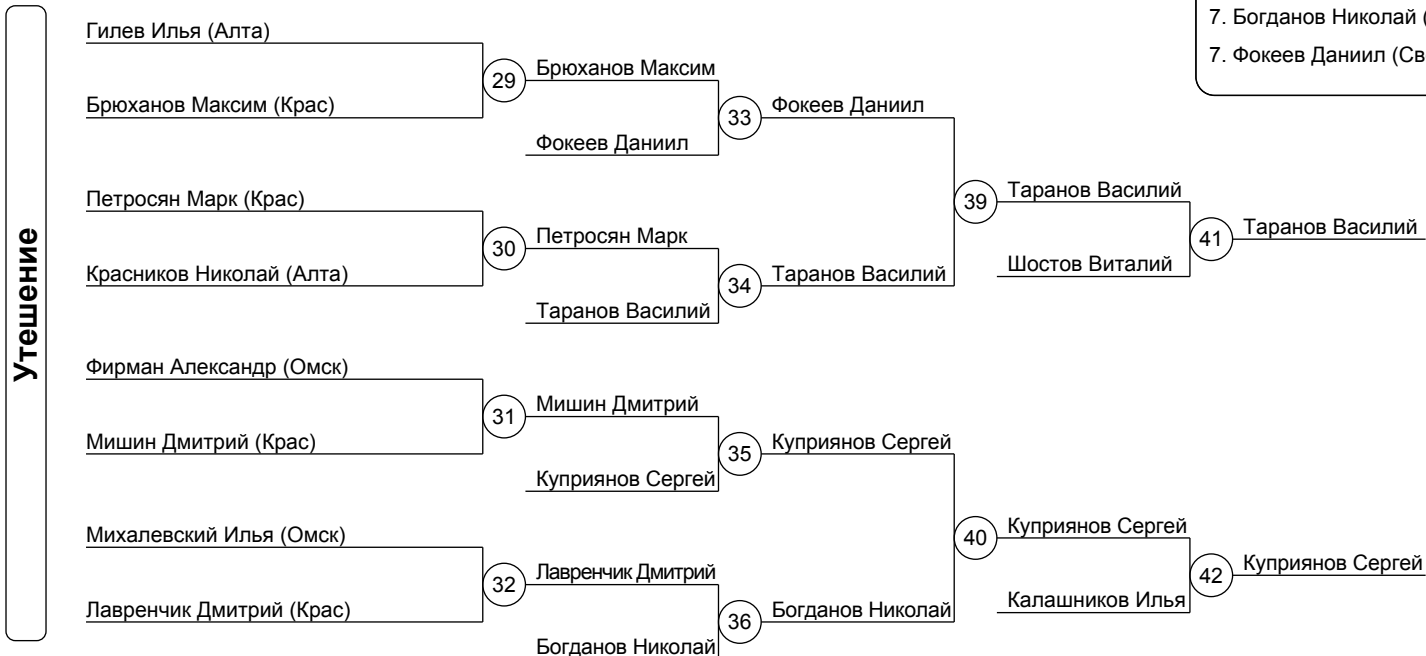 7. Богданов Николай (
7. Фокеев Даниил (Св
Утешение
Гилев Илья (Алта)
29
Брюханов Максим
Брюханов Максим (Крас)
33
Фокеев Даниил
Фокеев Даниил
39
Таранов Василий
Петросян Марк (Крас)
30
Петросян Марк
41
Таранов Василий
Красников Николай (Алта)
34
Таранов Василий
Шостов Виталий
Таранов Василий
Фирман Александр (Омск)
31
Мишин Дмитрий
Мишин Дмитрий (Крас)
35
Куприянов Сергей
Куприянов Сергей
40
Куприянов Сергей
Михалевский Илья (Омск)
32
Лавренчик Дмитрий
42
Куприянов Сергей
Лавренчик Дмитрий (Крас)
36
Богданов Николай
Калашников Илья
Богданов Николай